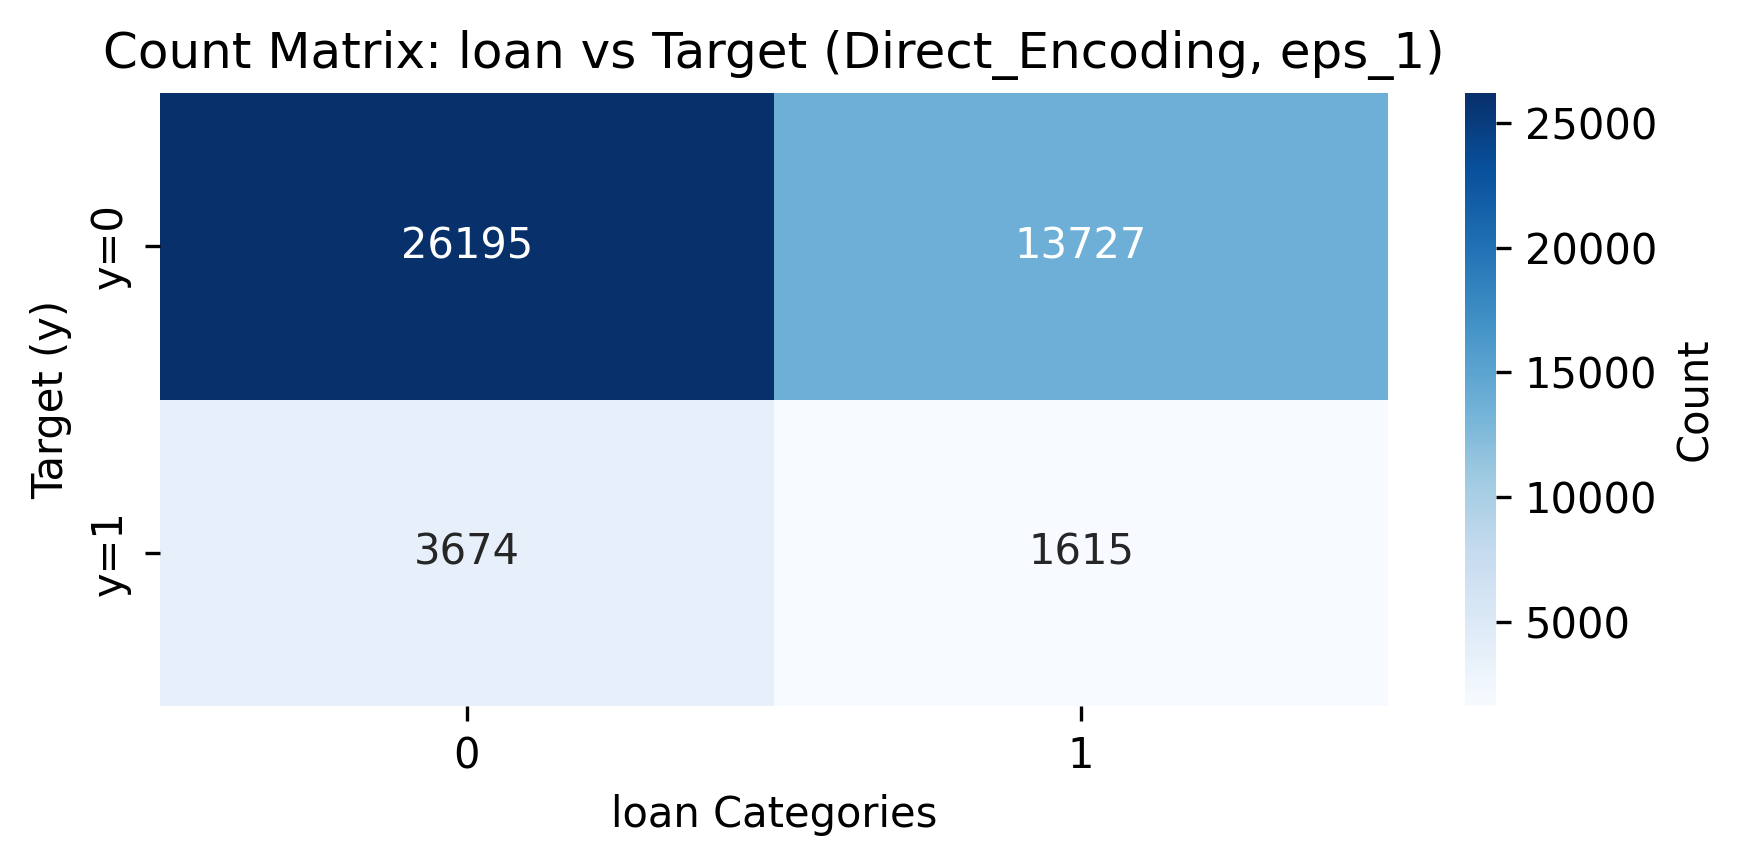 Count Matrix: loan vs Target (Direct_Encoding, eps_1)
Target (y)
y=0
y=1
26195
13727
3674
1615
0
1
loan Categories
25000
20000
15000
10000
5000
Count